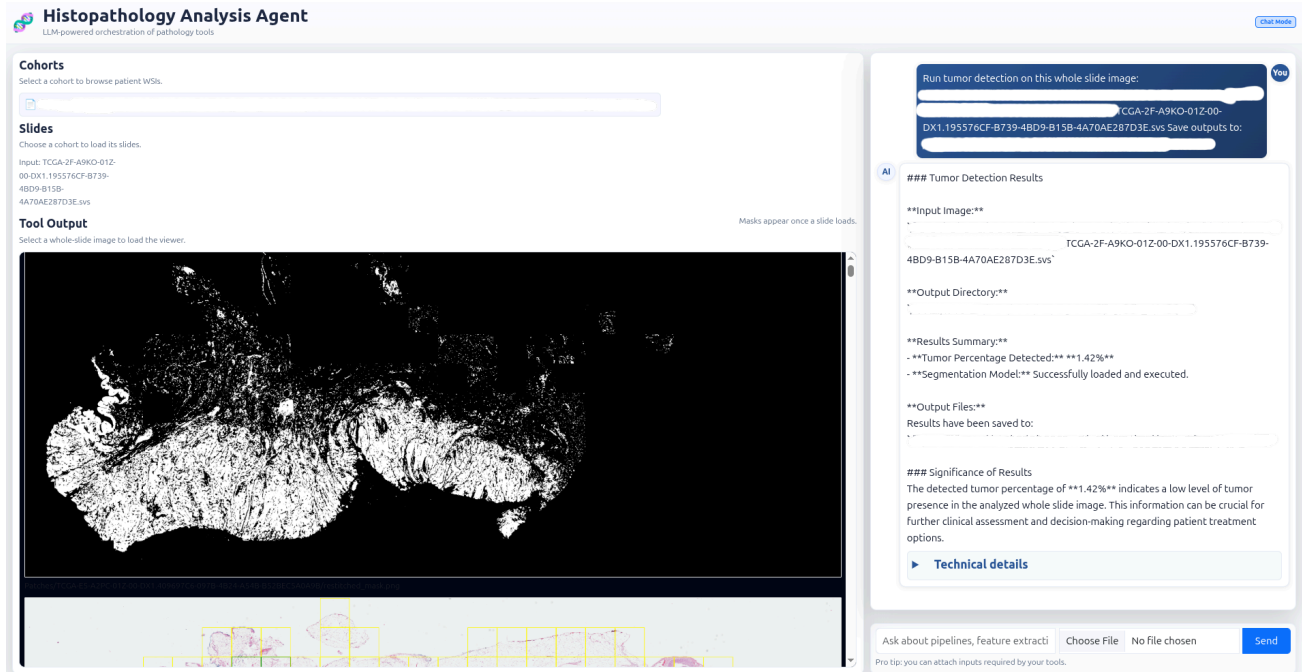 Histopathology Analysis Agent
LLM-powered orchestration of pathology tools
Chat Mode
Cohorts
Select a cohort to browse patient WSIs.
Slides
Choose a cohort to load its slides.
Input: TCGA-2F-A9KO-01Z-
00-DX1.195576CF-B739-
4BD9-B15B-
4A70AE287D3E.svs
Tool Output
Masks appear once a slide loads.
Select a whole-slide image to load the viewer.
You
Run tumor detection on this whole slide image:
TCGA-2F-A9KO-01Z-00-
DX1.195576CF-B739-4BD9-B15B-4A70AE287D3E.svs Save outputs to:
AI
### Tumor Detection Results
**Input Image:**
TCGA-2F-A9KO-01Z-00-DX1.195576CF-B739-
4BD9-B15B-4A70AE287D3E.svs`
**Output Directory:**
**Results Summary:**
- **Tumor Percentage Detected:** **1.42%**
- **Segmentation Model:** Successfully loaded and executed.
**Output Files:**
Results have been saved to:
### Significance of Results
The detected tumor percentage of **1.42%** indicates a low level of tumor
presence in the analyzed whole slide image. This information can be crucial for
further clinical assessment and decision-making regarding patient treatment
options.
Technical details
Ask about pipelines, feature extracti
Choose File
No file chosen
Send
Pro tip: you can attach inputs required by your tools.